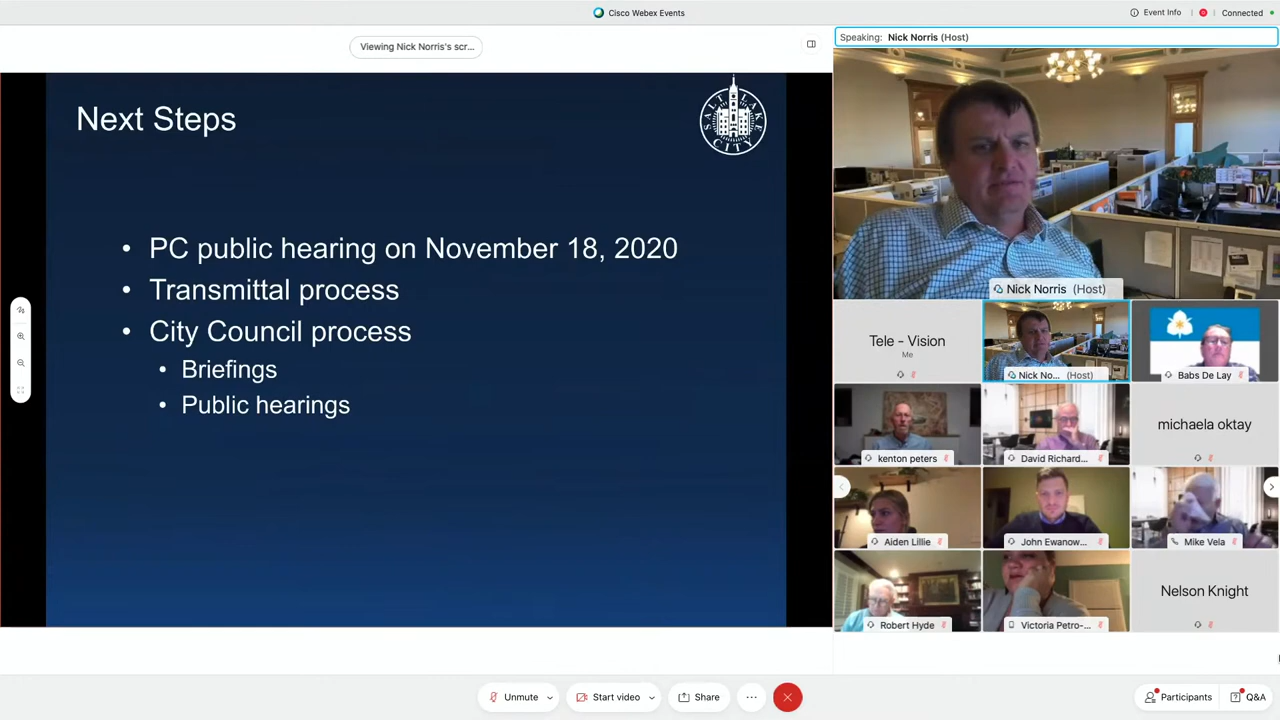 Cisco Webex Events
Event Info
Connected
Viewing Nick Norris's scr...
Speaking: Nick Norris (Host)
Next Steps
SALT LAKE CITY
• PC public hearing on November 18, 2020
• Transmittal process
• City Council process
• Briefings
• Public hearings
Nick Norris (Host)
Tele - Vision
Me
Nick No... (Host)
Babs De Lay
kenton peters
David Richard...
michaela oktay
Aiden Lillie
John Ewanow...
Mike Vela
Robert Hyde
Victoria Petro-...
Nelson Knight
Unmute
Start video
Share
Participants
Q&A